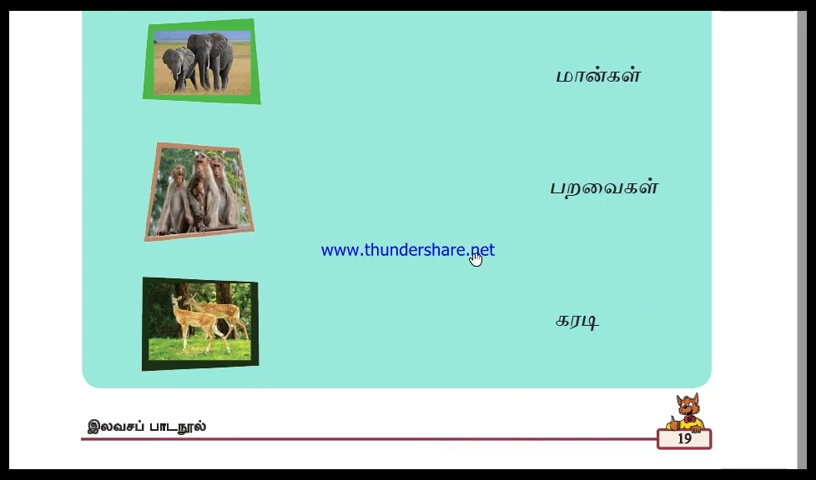 மான்கள்
பறவைகள்
www.thundershare.net
கரடி
இலவசப் பாடநூல்
19